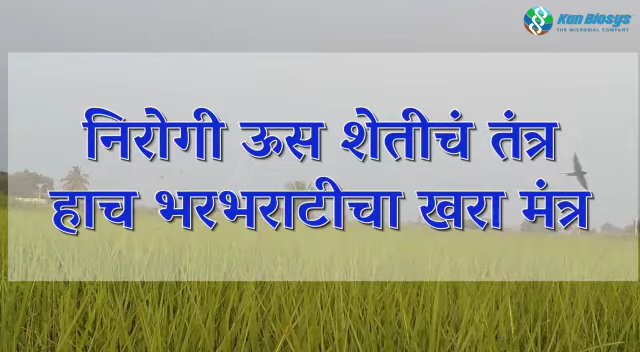 Kan Biosys
THE MICROBIAL COMPANY
निरोगी ऊस शेतीचं तंत्र
हाच भरभराटीचा खरा मंत्र